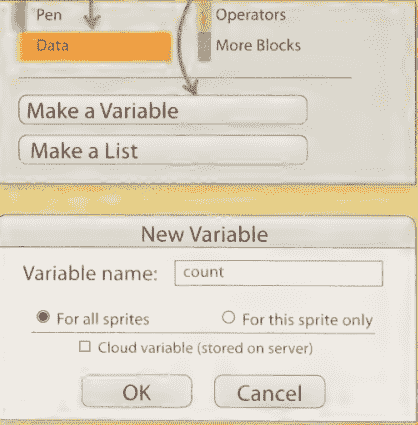 Pen Operators
Data More Blocks
Make a Variable
Make a List
New Variable
Variable name: count
For all sprites For this sprite only
Cloud variable (stored on server)
OK Cancel